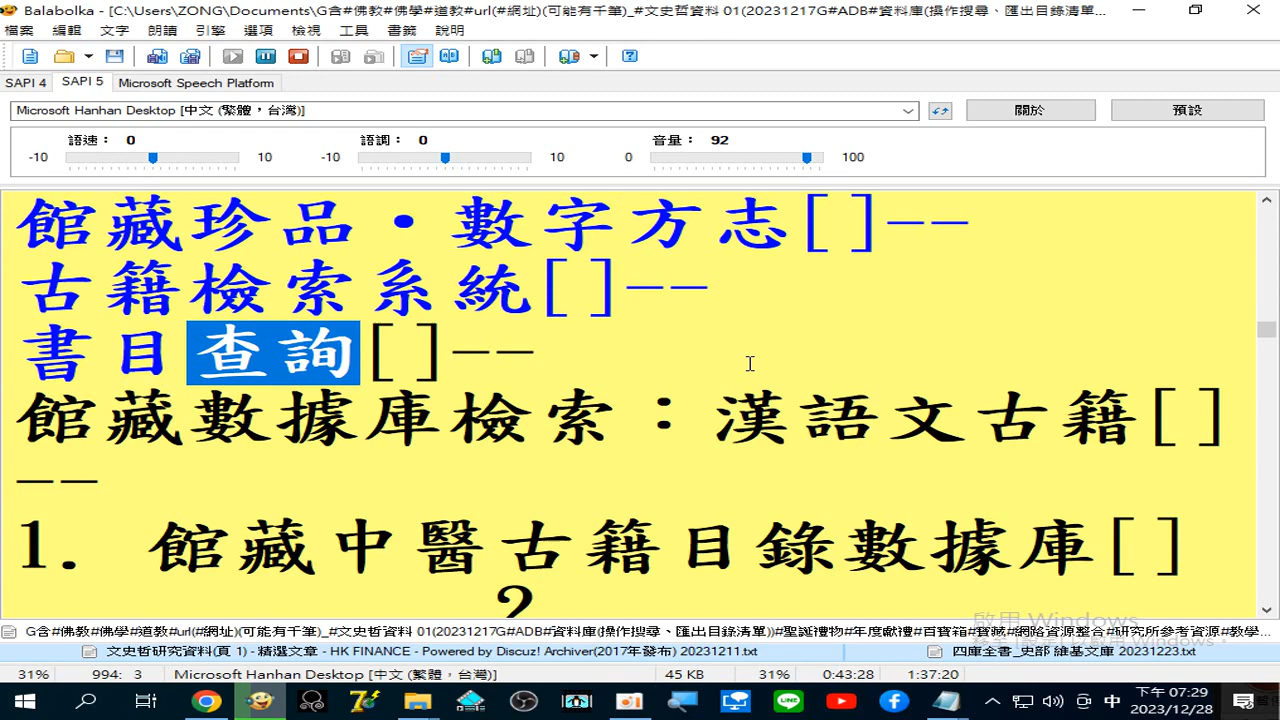 Balabolka - [C:\Users\ZONG\Documents\G含#佛教#佛學#道教#url(#網址)(可能有千筆)_#文史哲資料 01(20231217G#ADB#資料庫(操作搜尋、匯出目錄清單...
檔案 編輯 文字 朗讀 引擎 選項 檢視 工具 書籤 說明
SAPI 4 SAPI 5 Microsoft Speech Platform
Microsoft Hanhan Desktop [中文 (繁體，台灣)] 關於 預設
語速： 0 語調： 0 音量： 92
-10 10 -10 10 0 100
館藏珍品·數字方志[]--
古籍檢索系統[]--
書目查詢[]--
館藏數據庫檢索：漢語文古籍[]
--
1. 館藏中醫古籍目錄數據庫[]
2
啟用 Windows
G含#佛教#佛學#道教#url(#網址)(可能有千筆)_#文史哲資料 01(20231217G#ADB#資料庫(操作搜尋、匯出目錄清單))#聖誕禮物#年度獻禮#百寶箱#寶城#網路資源整合#研究所參考資源#教學...
文史哲研究資料(頁 1) - 精選文章 - HK FINANCE - Powered by Discuz! Archiver(2017年發布) 20231211.txt 四庫全書_史部 維基文庫 20231223.txt
31% 994: 3 Microsoft Hanhan Desktop [中文 (繁體，台灣)] 45 KB 31% 0:43:28 1:37:20
中 下午 07:29
2023/12/28